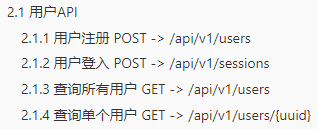 2.1 用户API
2.1.1 用户注册 POST -> /api/v1/users
2.1.2 用户登入 POST -> /api/v1/sessions
2.1.3 查询所有用户 GET -> /api/v1/users
2.1.4 查询单个用户 GET -> /api/v1/users/{uuid}